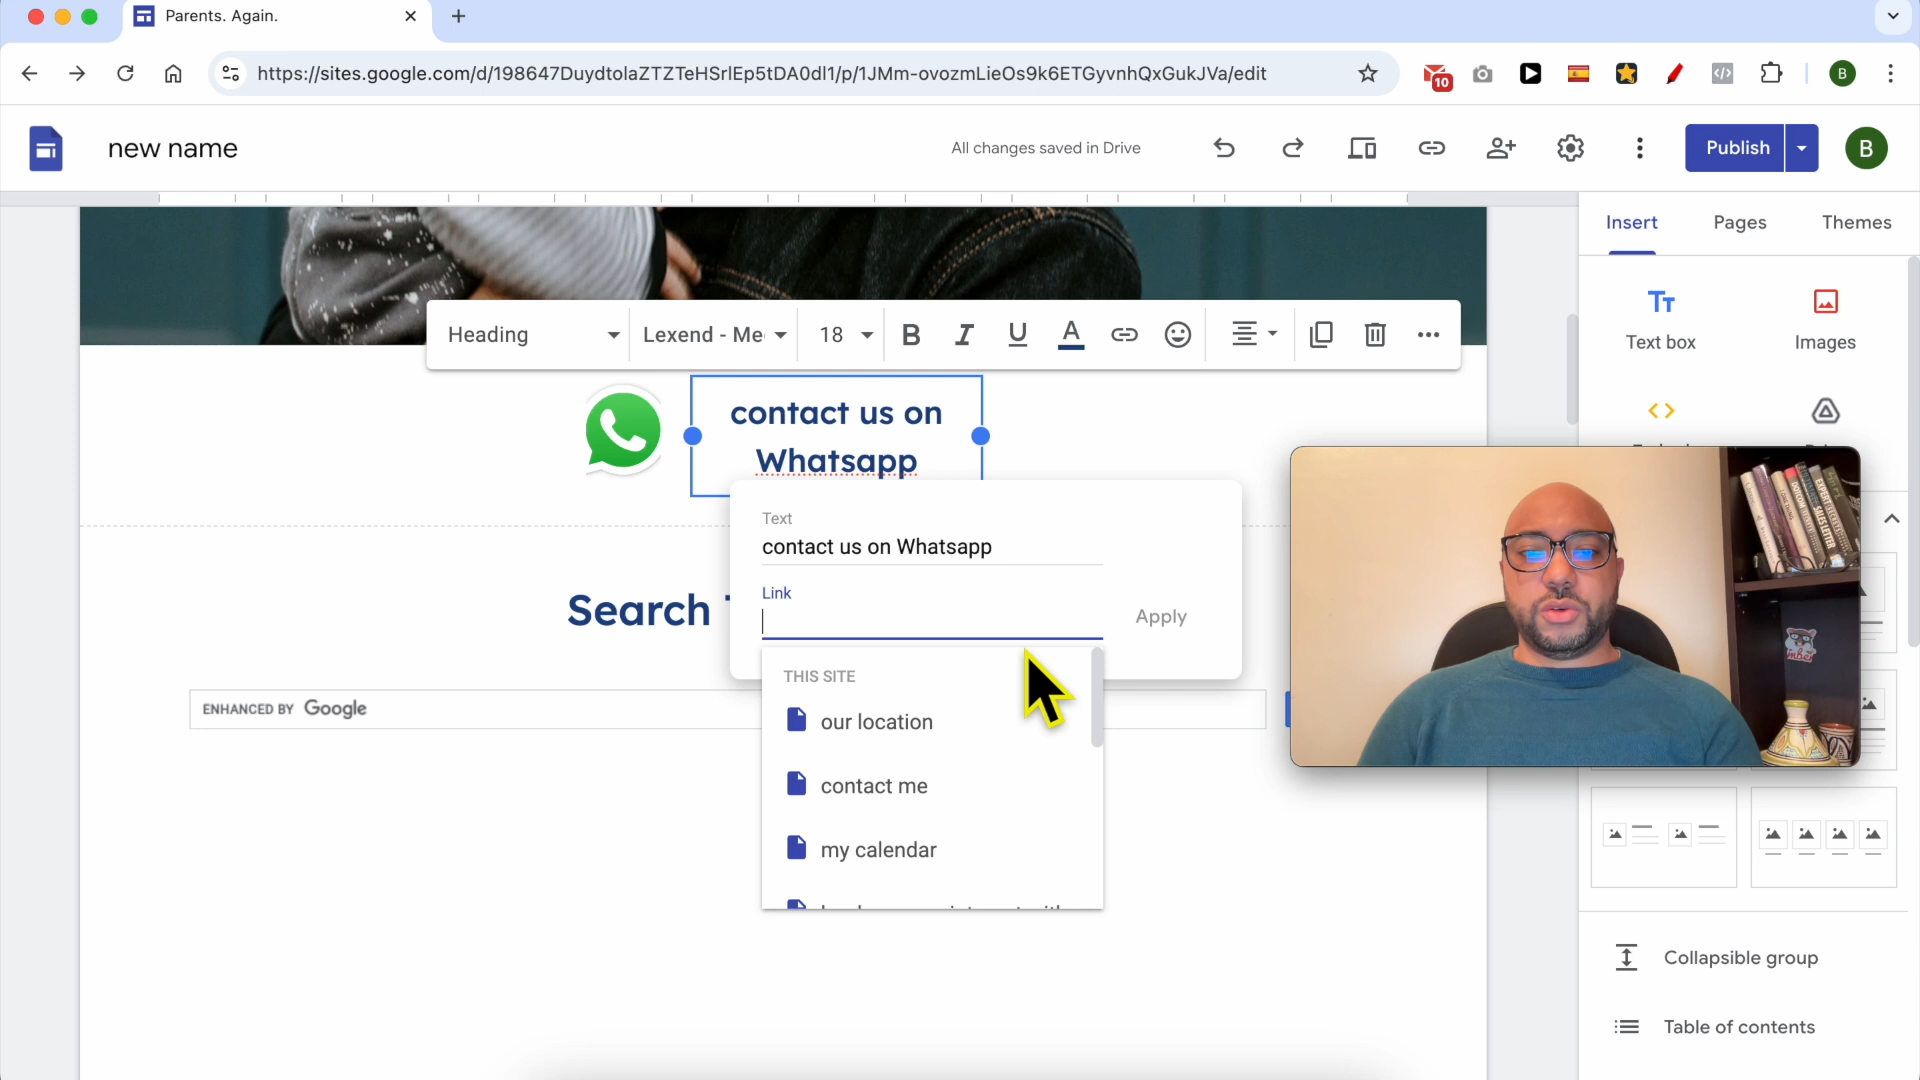 Parents. Again.
https://sites.google.com/d/198647DuydtolaZTZTeHSrlEp5tDA0dl1/p/1JMm-ovozmLieOs9k6ETGyvnhQxGukJVa/edit
10
B
new name
All changes saved in Drive
Publish
B
Insert
Pages
Themes
Heading
Lexend - Me
18
Text box
Images
contact us on
Whatsapp
Text
contact us on Whatsapp
Link
Apply
Search
ENHANCED BY Google
THIS SITE
our location
contact me
my calendar
Collapsible group
Table of contents